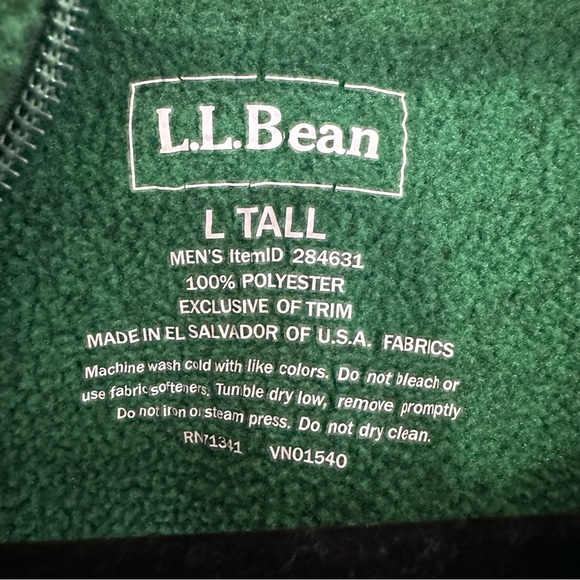 L.L.Bean
L TALL
MEN'S ItemID 284631
100% POLYESTER
EXCLUSIVE OF TRIM
MADE IN EL SALVADOR OF U.S.A. FABRICS
Machine wash cold with like colors. Do not bleach or
use fabric softeners. Tumble dry low, remove promptly
Do not iron or steam press. Do not dry clean.
RN71341 VN01540